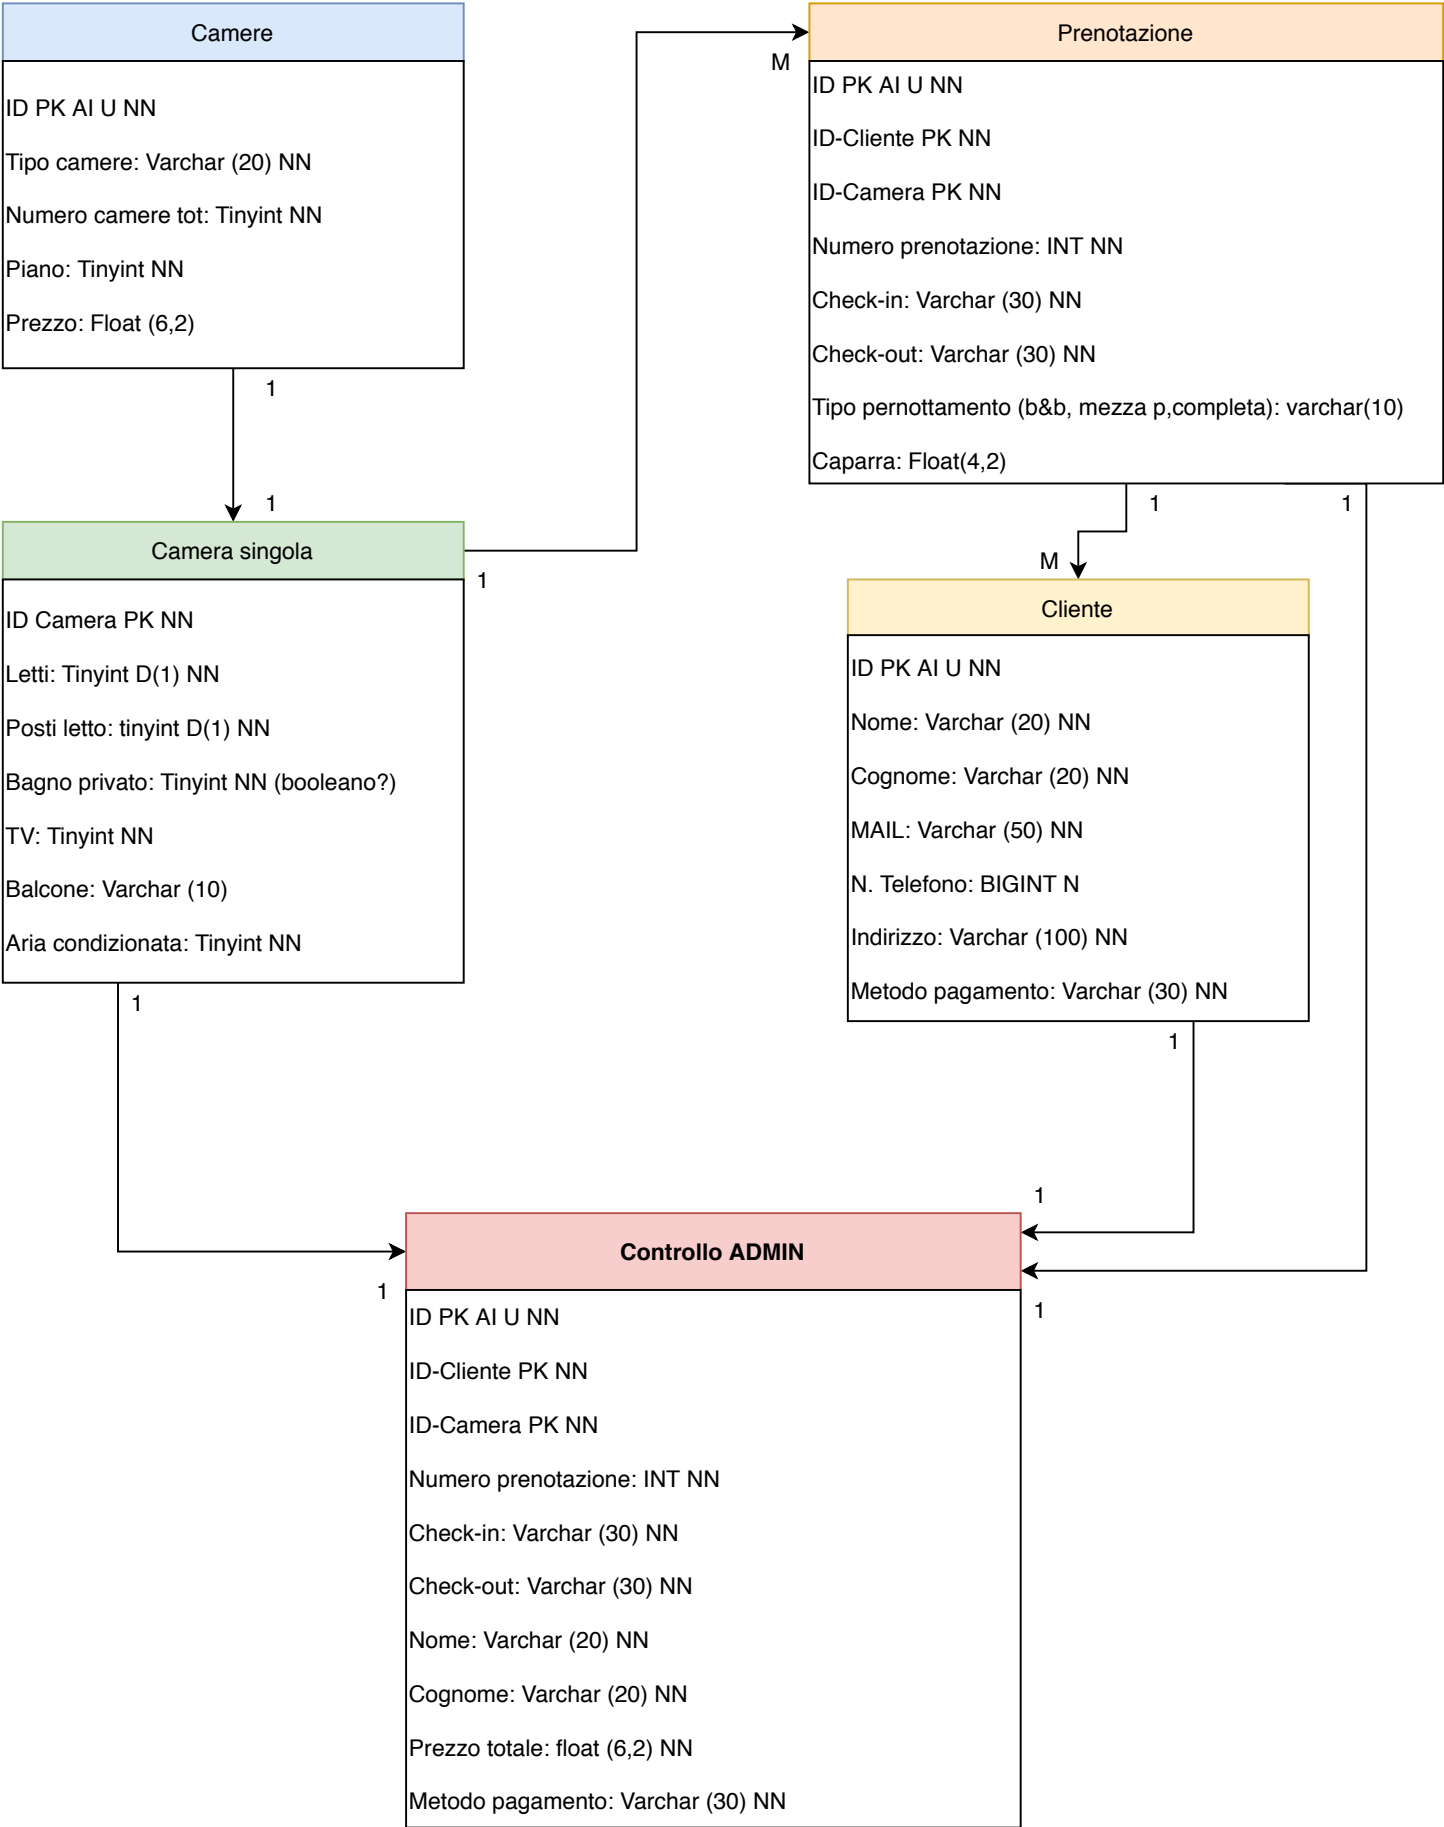 Camere
ID PK AI U NN
Tipo camere: Varchar (20) NN
Numero camere tot: Tinyint NN
Piano: Tinyint NN
Prezzo: Float (6,2)
1
1
Camera singola
1
ID Camera PK NN
Letti: Tinyint D(1) NN
Posti letto: tinyint D(1) NN
Bagno privato: Tinyint NN (booleano?)
TV: Tinyint NN
Balcone: Varchar (10)
Aria condizionata: Tinyint NN
1
M
Prenotazione
ID PK AI U NN
ID-Cliente PK NN
ID-Camera PK NN
Numero prenotazione: INT NN
Check-in: Varchar (30) NN
Check-out: Varchar (30) NN
Tipo pernottamento (b&b, mezza p,completa): varchar(10)
Caparra: Float(4,2)
1
1
M
Cliente
ID PK AI U NN
Nome: Varchar (20) NN
Cognome: Varchar (20) NN
MAIL: Varchar (50) NN
N. Telefono: BIGINT N
Indirizzo: Varchar (100) NN
Metodo pagamento: Varchar (30) NN
1
1
Controllo ADMIN
1
1
ID PK AI U NN
ID-Cliente PK NN
ID-Camera PK NN
Numero prenotazione: INT NN
Check-in: Varchar (30) NN
Check-out: Varchar (30) NN
Nome: Varchar (20) NN
Cognome: Varchar (20) NN
Prezzo totale: float (6,2) NN
Metodo pagamento: Varchar (30) NN